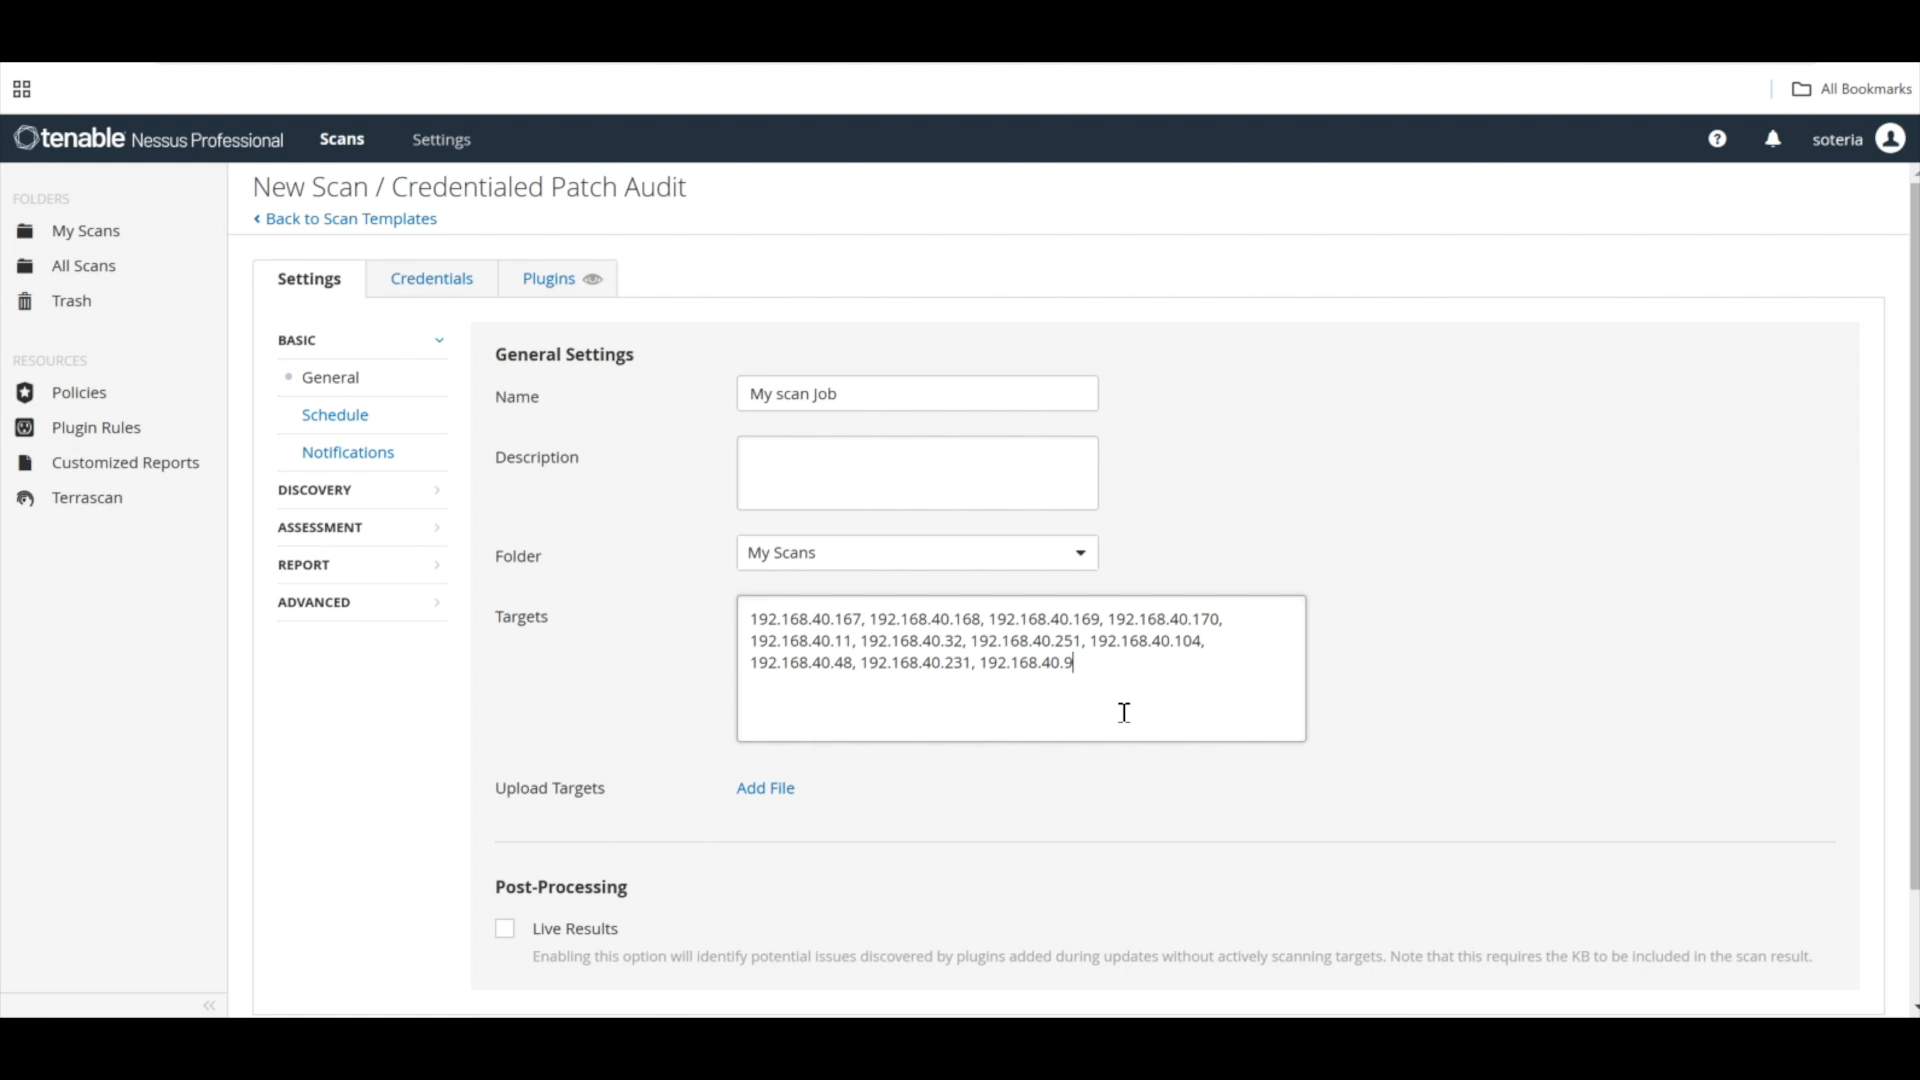 All Bookmarks
tenable Nessus Professional
Scans
Settings
soteria
FOLDERS
My Scans
All Scans
Trash
RESOURCES
Policies
Plugin Rules
Customized Reports
Terrascan
New Scan / Credentialed Patch Audit
Back to Scan Templates
Settings
Credentials
Plugins
BASIC
General
Schedule
Notifications
DISCOVERY
ASSESSMENT
REPORT
ADVANCED
General Settings
Name
My scan Job
Description
Folder
My Scans
Targets
192.168.40.167, 192.168.40.168, 192.168.40.169, 192.168.40.170,
192.168.40.11, 192.168.40.32, 192.168.40.251, 192.168.40.104,
192.168.40.48, 192.168.40.231, 192.168.40.9
Upload Targets
Add File
Post-Processing
Live Results
Enabling this option will identify potential issues discovered by plugins added during updates without actively scanning targets. Note that this requires the KB to be included in the scan result.